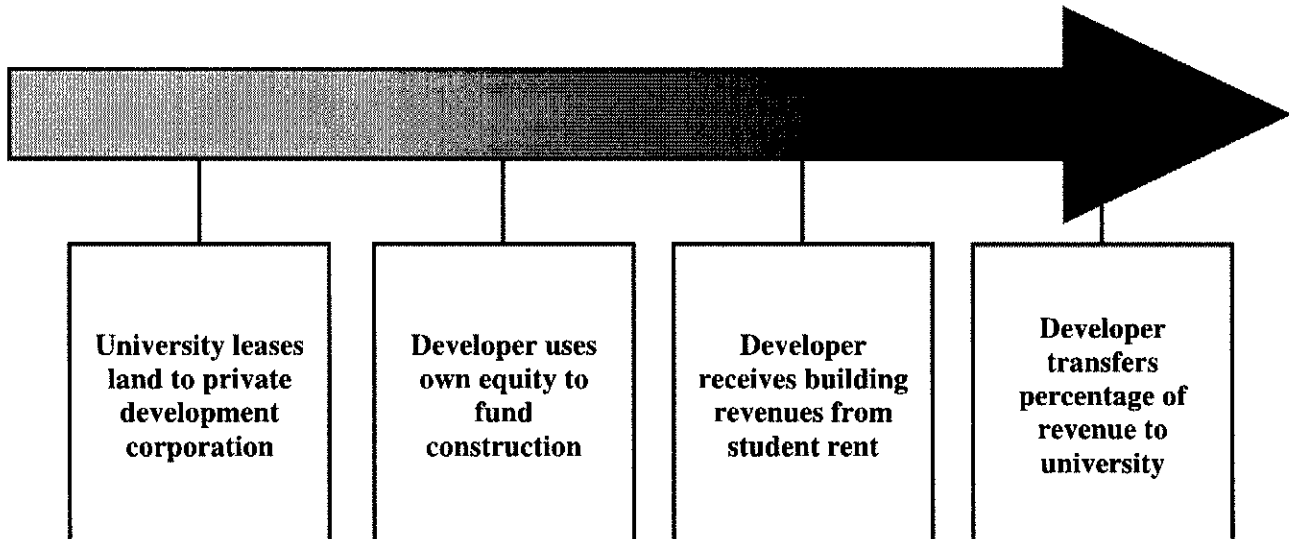 University leases
land to private
development
corporation
Developer uses
own equity to
fund
construction
Developer
receives building
revenues from
student rent
Developer
transfers
percentage of
revenue to
university